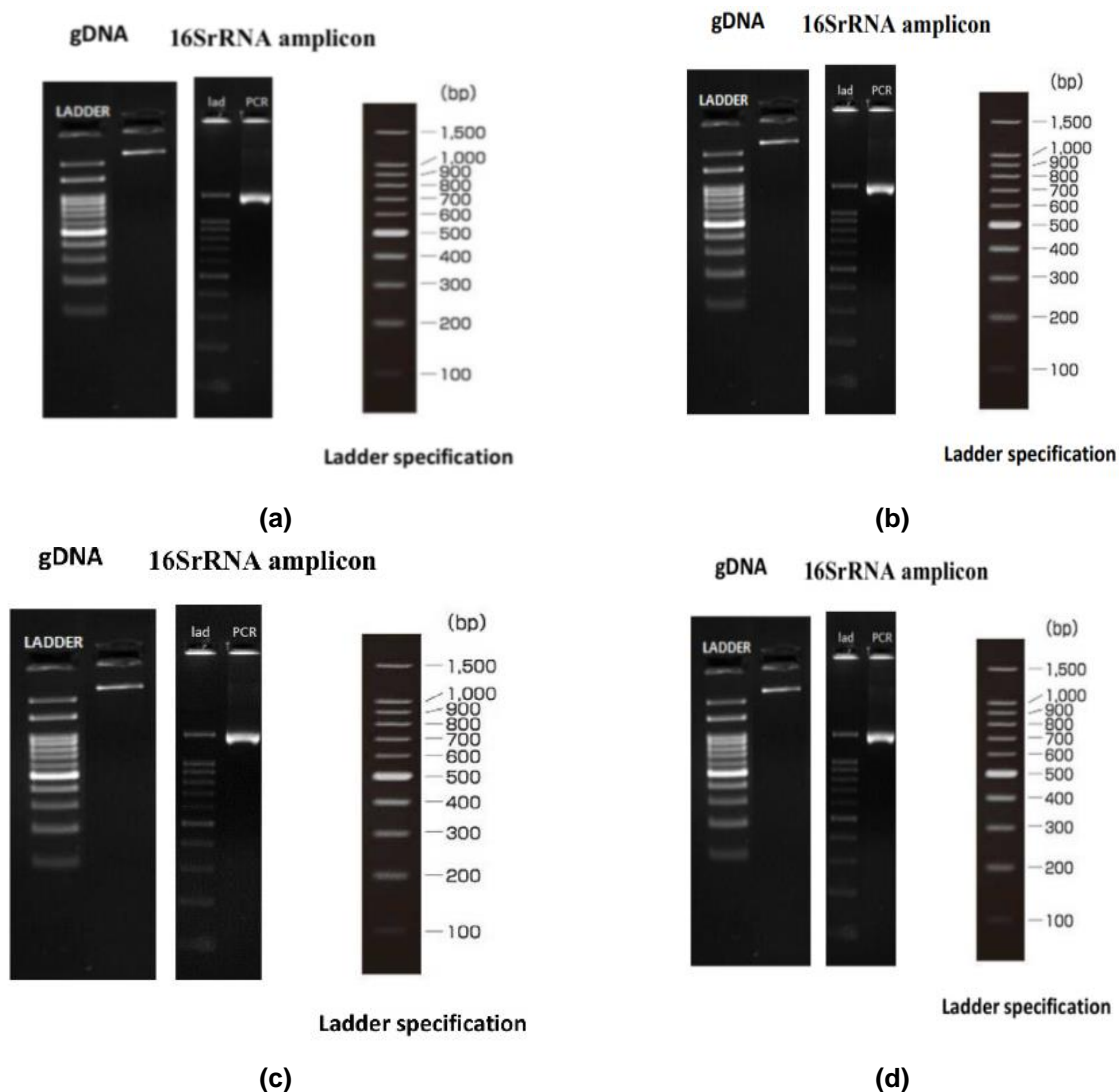 gDNA 16SrRNA amplicon
LADDER
lad PCR
(bp)
1,500
1,000
900
800
700
600
500
400
300
200
100
Ladder specification
(a)
gDNA 16SrRNA amplicon
LADDER
lad PCR
(bp)
1,500
1,000
900
800
700
600
500
400
300
200
100
Ladder specification
(b)
gDNA 16SrRNA amplicon
LADDER
lad PCR
(bp)
1,500
1,000
900
800
700
600
500
400
300
200
100
Ladder specification
(c)
gDNA 16SrRNA amplicon
LADDER
lad PCR
(bp)
1,500
1,000
900
800
700
600
500
400
300
200
100
Ladder specification
(d)